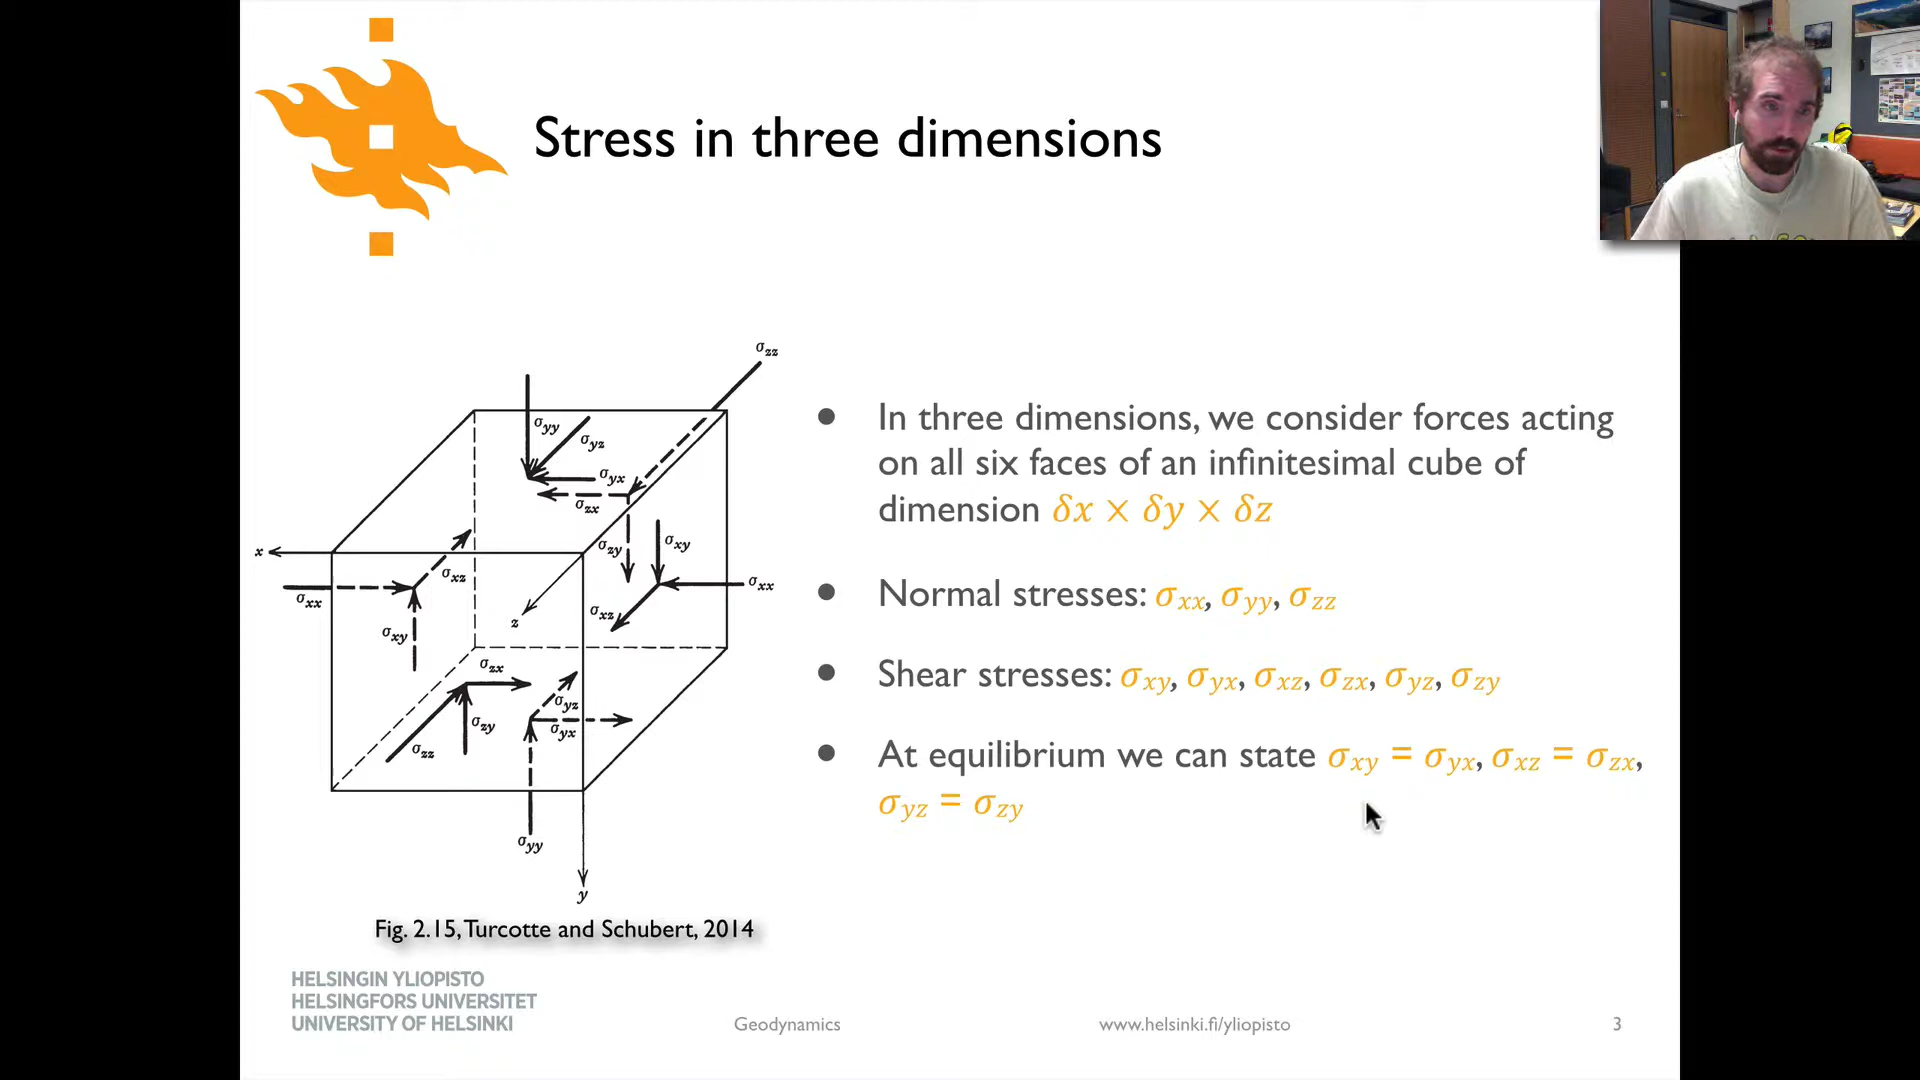 Stress in three dimensions
σzz
σyy
σyz
σyx
σzx
σzy
σxy
x
σxz
σxx
σxx
σxz
z
σxy
σzx
σyz
σzy
σyx
σzz
σyy
y
Fig. 2.15, Turcotte and Schubert, 2014
● In three dimensions, we consider forces acting
on all six faces of an infinitesimal cube of
dimension δx × δy × δz
● Normal stresses: σxx, σyy, σzz
● Shear stresses: σxy, σyx, σxz, σzx, σyz, σzy
● At equilibrium we can state σxy = σyx, σxz = σzx,
σyz = σzy
HELSINGIN YLIOPISTO
HELSINGFORS UNIVERSITET
UNIVERSITY OF HELSINKI
Geodynamics
www.helsinki.fi/yliopisto
3